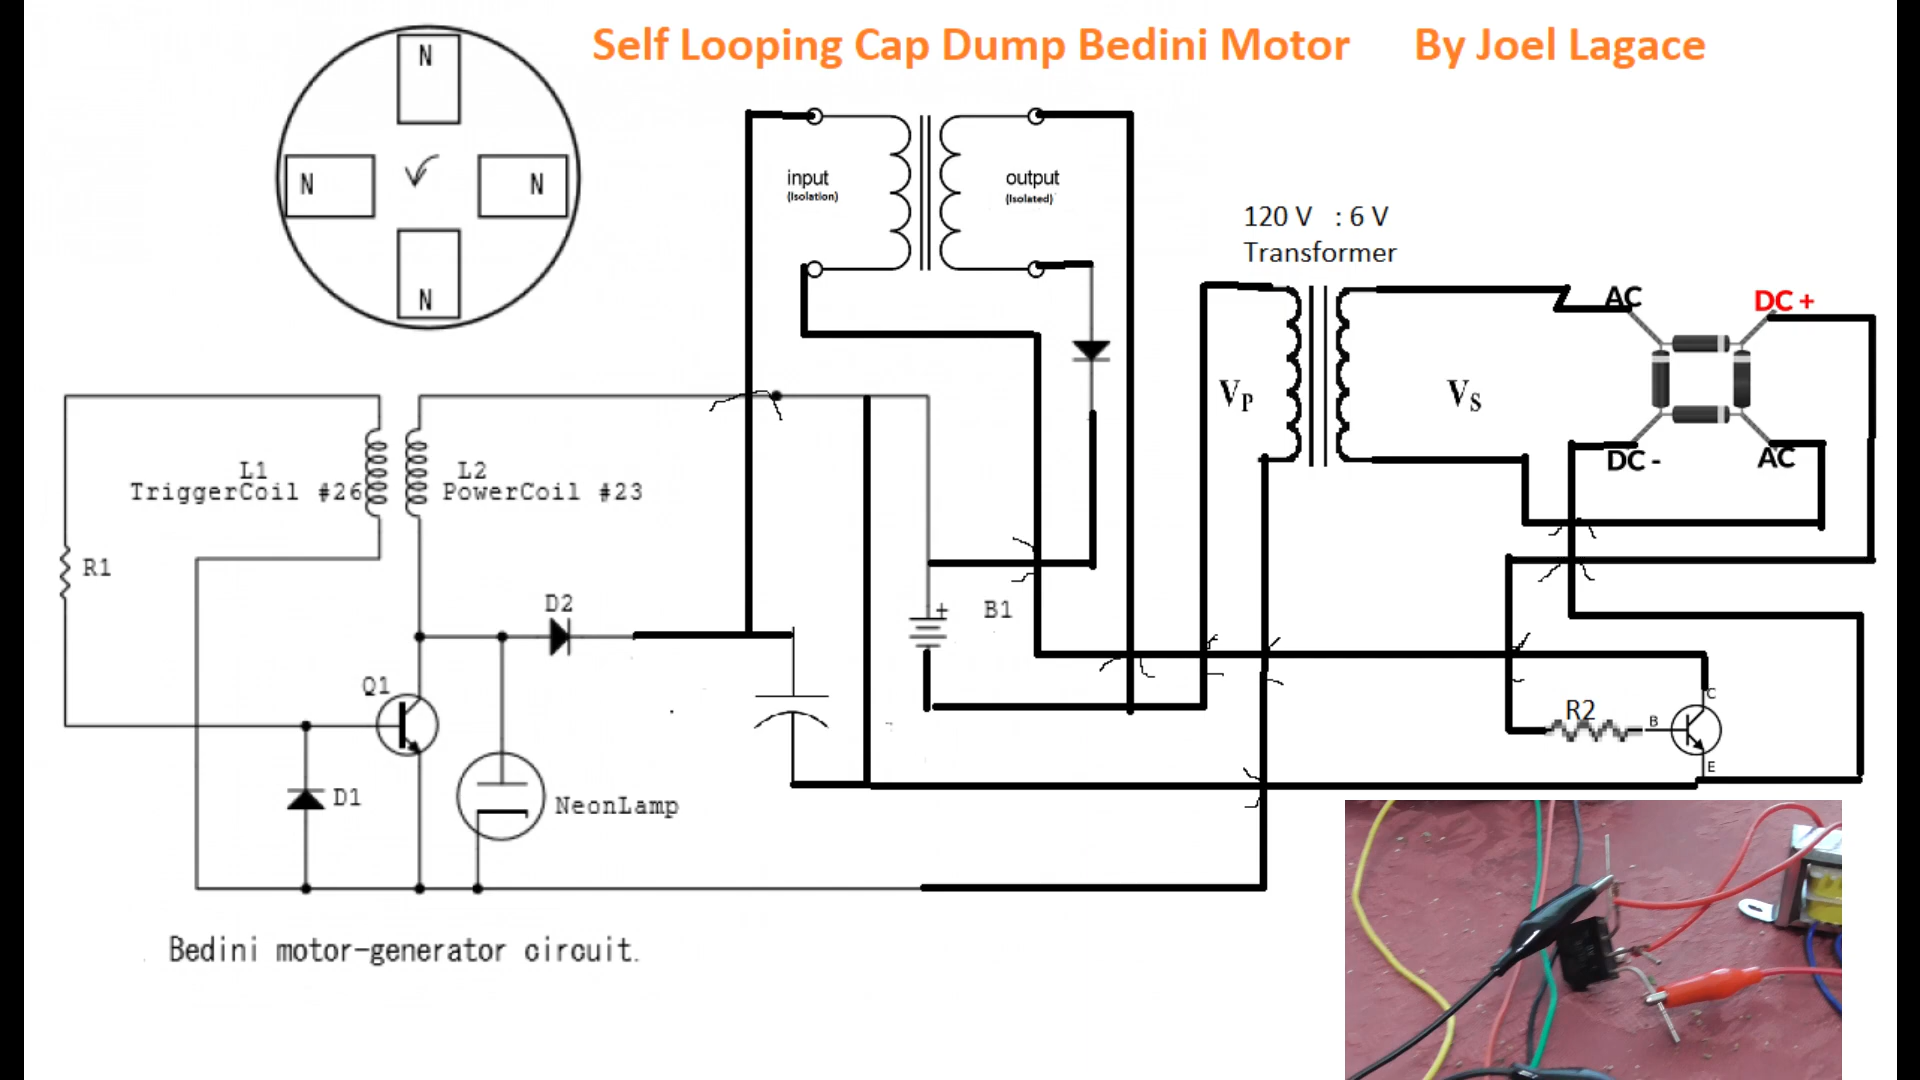 Self Looping Cap Dump Bedini Motor By Joel Lagace
N
N
N
N
input
(Isolation)
output
(Isolated)
120 V : 6 V
Transformer
VP
VS
AC
DC +
DC -
AC
L1
TriggerCoil #26
L2
PowerCoil #23
R1
D2
B1
+
Q1
D1
NeonLamp
R2
B
C
E
Bedini motor-generator circuit.